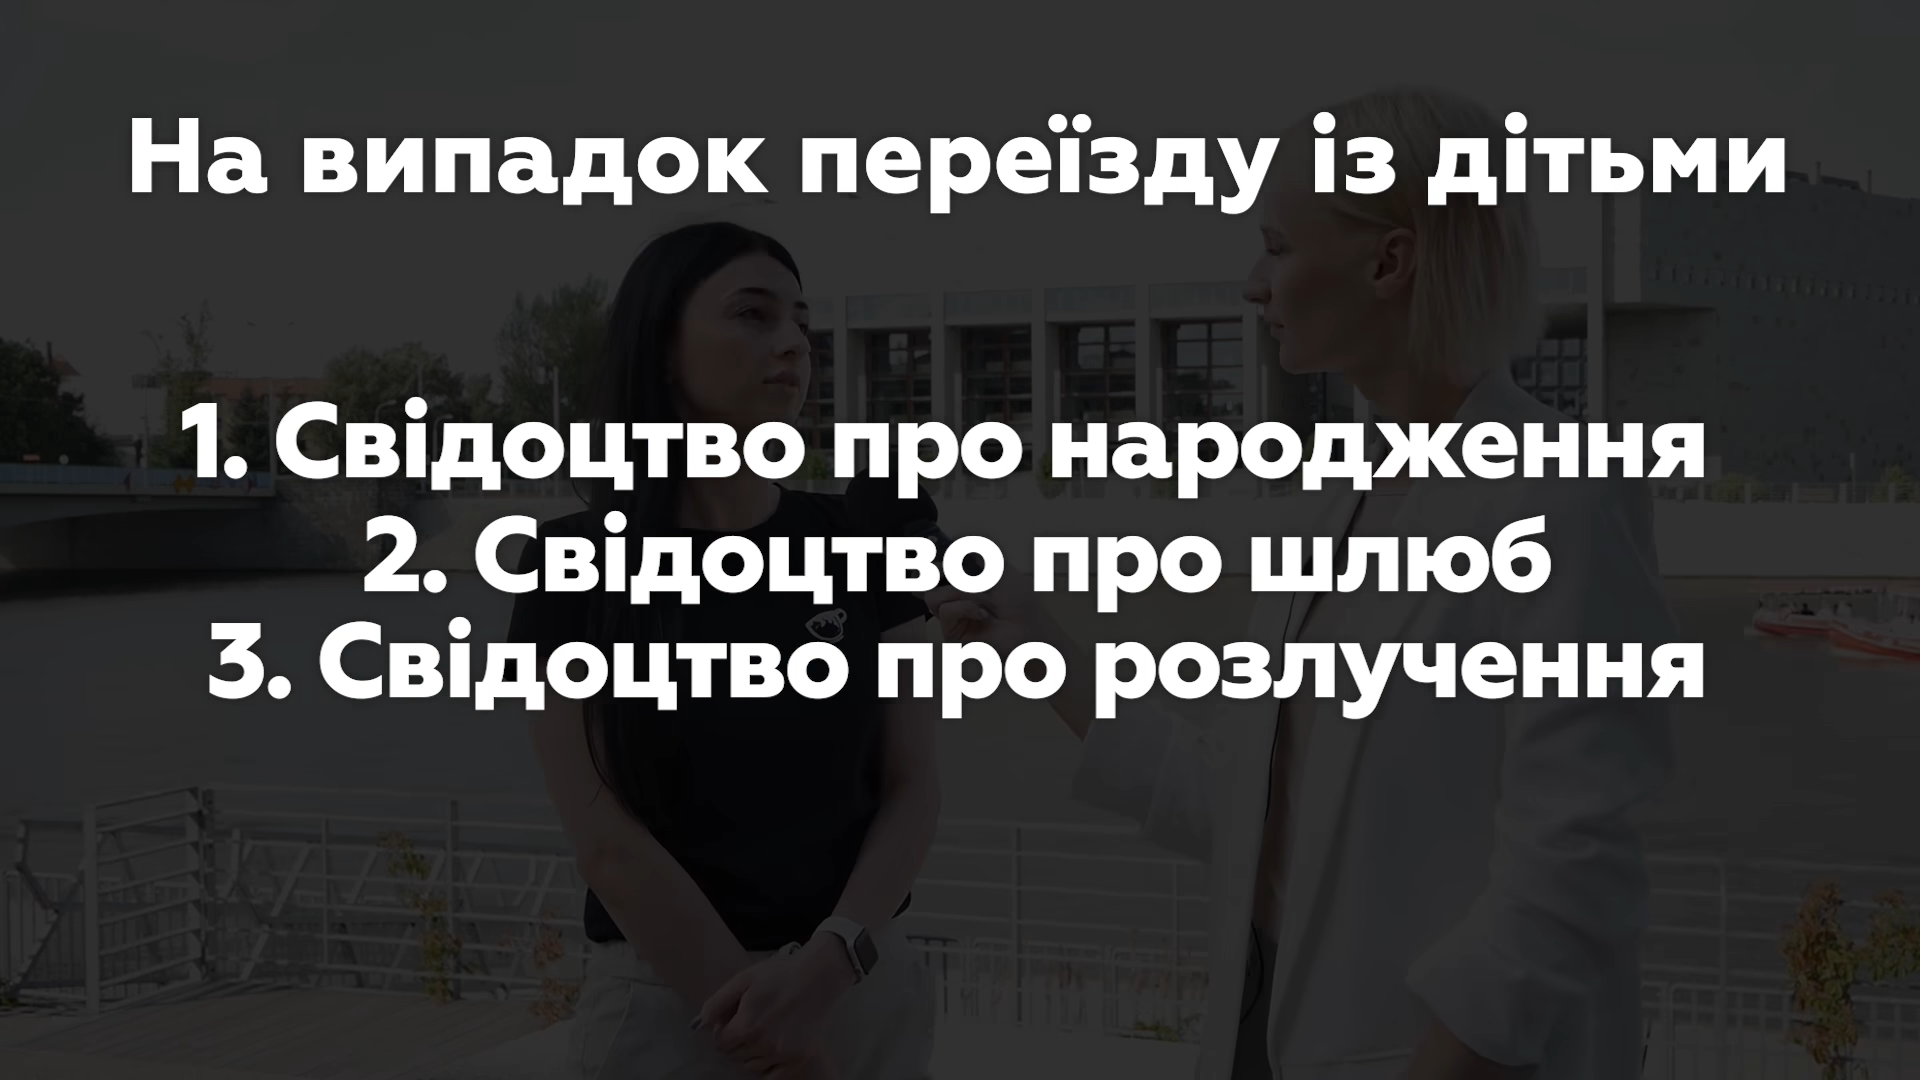 На випадок переїзду із дітьми
1. Свідоцтво про народження
2. Свідоцтво про шлюб
3. Свідоцтво про розлучення